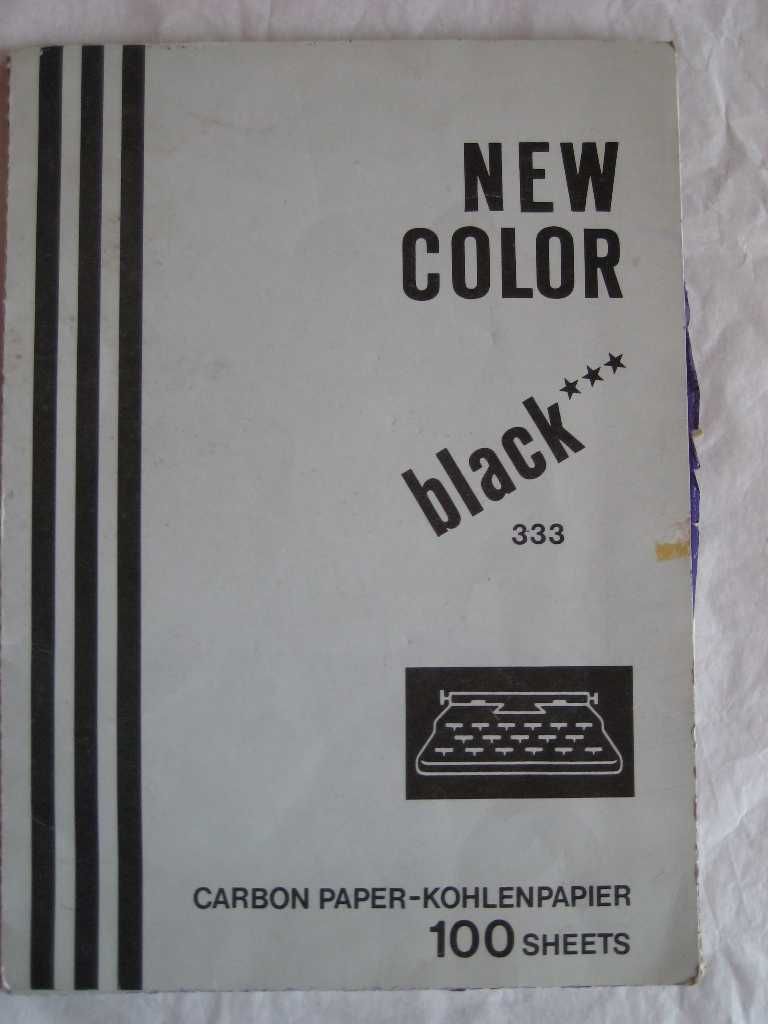 NEW
COLOR
black***
333
CARBON PAPER-KOHLENPAPIER
100 SHEETS